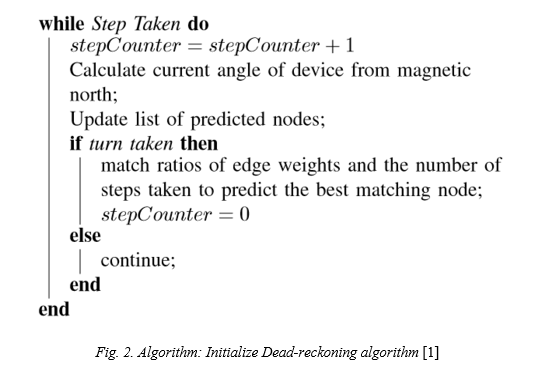 while Step Taken do
stepCounter = stepCounter + 1
Calculate current angle of device from magnetic
north;
Update list of predicted nodes;
if turn taken then
match ratios of edge weights and the number of
steps taken to predict the best matching node;
stepCounter = 0
else
continue;
end
end
Fig. 2. Algorithm: Initialize Dead-reckoning algorithm [1]